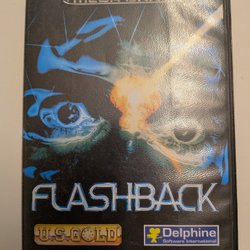 FLASHBACK
U.S. GOLD
Delphine
Software International